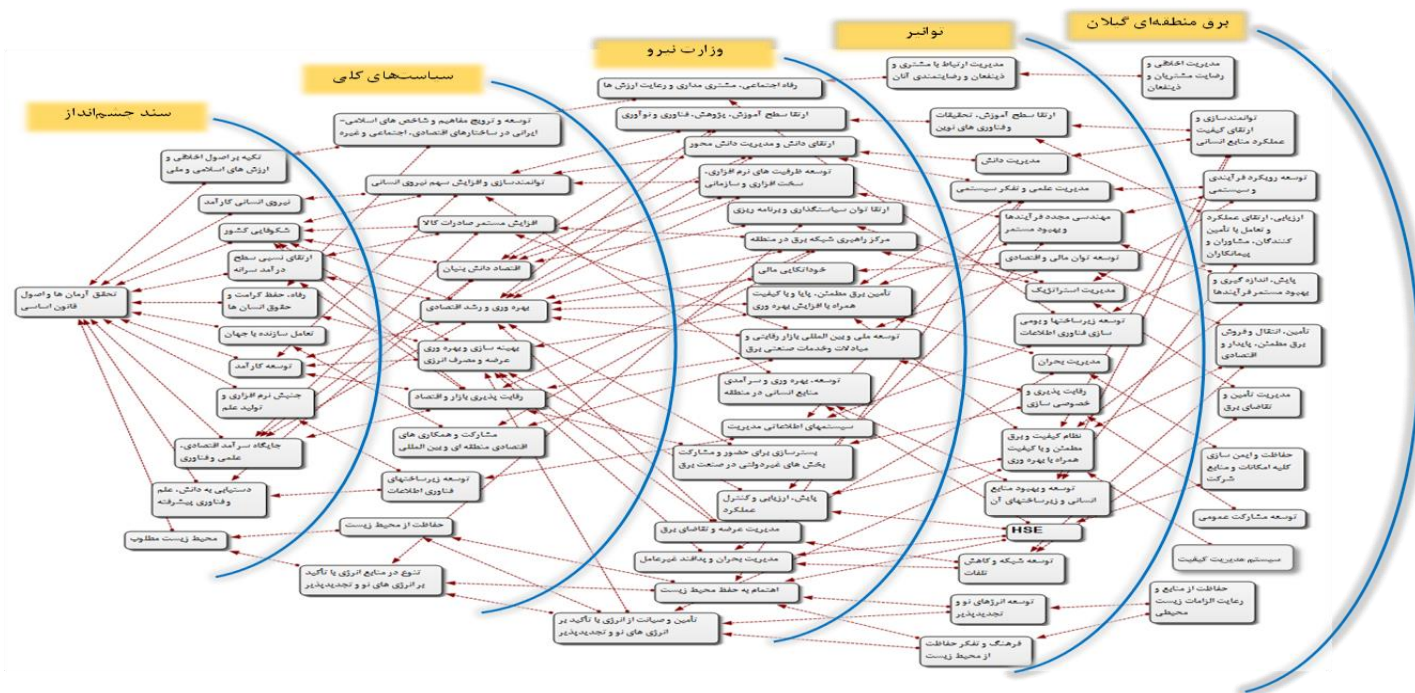 برق منطقه‌ای گیلان
توانیر
وزارت نیرو
سیاست‌های کلی
سند چشم‌انداز
مدیریت اخلاقی و
رضایت مشتریان و
ذینفعان
توانمندسازی و
ارتقای کیفیت
عملکرد منابع انسانی
توسعه رویکرد فرآیندی
و سیستمی
ارزیابی، ارتقای عملکرد
و تعامل با تأمین
کنندگان، مشاوران و
پیمانکاران
پایش، اندازه گیری و
بهبود مستمر فرآیندها
تأمین، انتقال و فروش
برق مطمئن، پایدار و
اقتصادی
مدیریت تأمین و
تقاضای برق
حفاظت و ایمن سازی
کلیه امکانات و منابع
شرکت
توسعه مشارکت عمومی
سیستم مدیریت کیفیت
حفاظت از منابع و
رعایت الزامات زیست
محیطی
مدیریت ارتباط با مشتری و
ذینفعان و رضایتمندی آنان
ارتقا سطح آموزش، تحقیقات
و فناوری های نوین
مدیریت دانش
مدیریت علمی و تفکر سیستمی
مهندسی مجدد فرآیندها
و بهبود مستمر
توسعه توان مالی و اقتصادی
مدیریت استراتژیک
توسعه زیرساختها و بومی
سازی فناوری اطلاعات
مدیریت بحران
رقابت پذیری و
خصوصی سازی
نظام کیفیت و برق
مطمئن و با کیفیت
همراه با بهره وری
توسعه و بهبود منابع
انسانی و زیرساختهای آن
HSE
توسعه شبکه و کاهش
تلفات
توسعه انرژهای نو و
تجدیدپذیر
فرهنگ و تفکر حفاظت
از محیط زیست
رفاه اجتماعی، مشتری مداری و رعایت ارزش ها
ارتقا سطح آموزش، پژوهش، فناوری و نوآوری
ارتقای دانش و مدیریت دانش محور
توسعه ظرفیت های نرم افزاری،
سخت افزاری و سازمانی
ارتقا توان سیاستگذاری و برنامه ریزی
مرکز راهبری شبکه برق در منطقه
خوداتکایی مالی
تأمین برق مطمئن، پایا و با کیفیت
همراه با افزایش بهره وری
توسعه ملی و بین المللی بازار رقابتی و
مبادلات وخدمات صنعتی برق
توسعه، بهره وری و سرآمدی
منابع انسانی در منطقه
سیستمهای اطلاعاتی مدیریت
بسترسازی برای حضور و مشارکت
بخش های غیردولتی در صنعت برق
پایش، ارزیابی و کنترل
عملکرد
مدیریت عرضه و تقاضای برق
مدیریت بحران و پدافند غیرعامل
اهتمام به حفظ محیط زیست
تأمین و صیانت از انرژی با تأکید بر
انرژی های نو و تجدیدپذیر
توسعه و ترویج مفاهیم و شاخص های اسلامی-
ایرانی در ساختارهای اقتصادی، اجتماعی و غیره
توانمندسازی و افزایش سهم نیروی انسانی
افزایش مستمر صادرات کالا
اقتصاد دانش بنیان
بهره وری و رشد اقتصادی
بهینه سازی و بهره وری
عرضه و مصرف انرژی
رقابت پذیری بازار و اقتصاد
مشارکت و همکاری های
اقتصادی منطقه ای و بین المللی
توسعه زیرساختهای
فناوری اطلاعات
حفاظت از محیط زیست
تنوع در منابع انرژی با تأکید
بر انرژی های نو و تجدیدپذیر
تکیه بر اصول اخلاقی و
ارزش های اسلامی و ملی
نیروی انسانی کارآمد
شکوفایی کشور
ارتقای نسبی سطح
درآمد سرانه
رفاه، حفظ کرامت و
حقوق انسان ها
تعامل سازنده با جهان
توسعه کارآمد
جنبش نرم افزاری و
تولید علم
جایگاه سرآمد اقتصادی،
علمی و فناوری
دستیابی به دانش، علم
و فناوری پیشرفته
محیط زیست مطلوب
تحقق آرمان ها و اصول
قانون اساسی